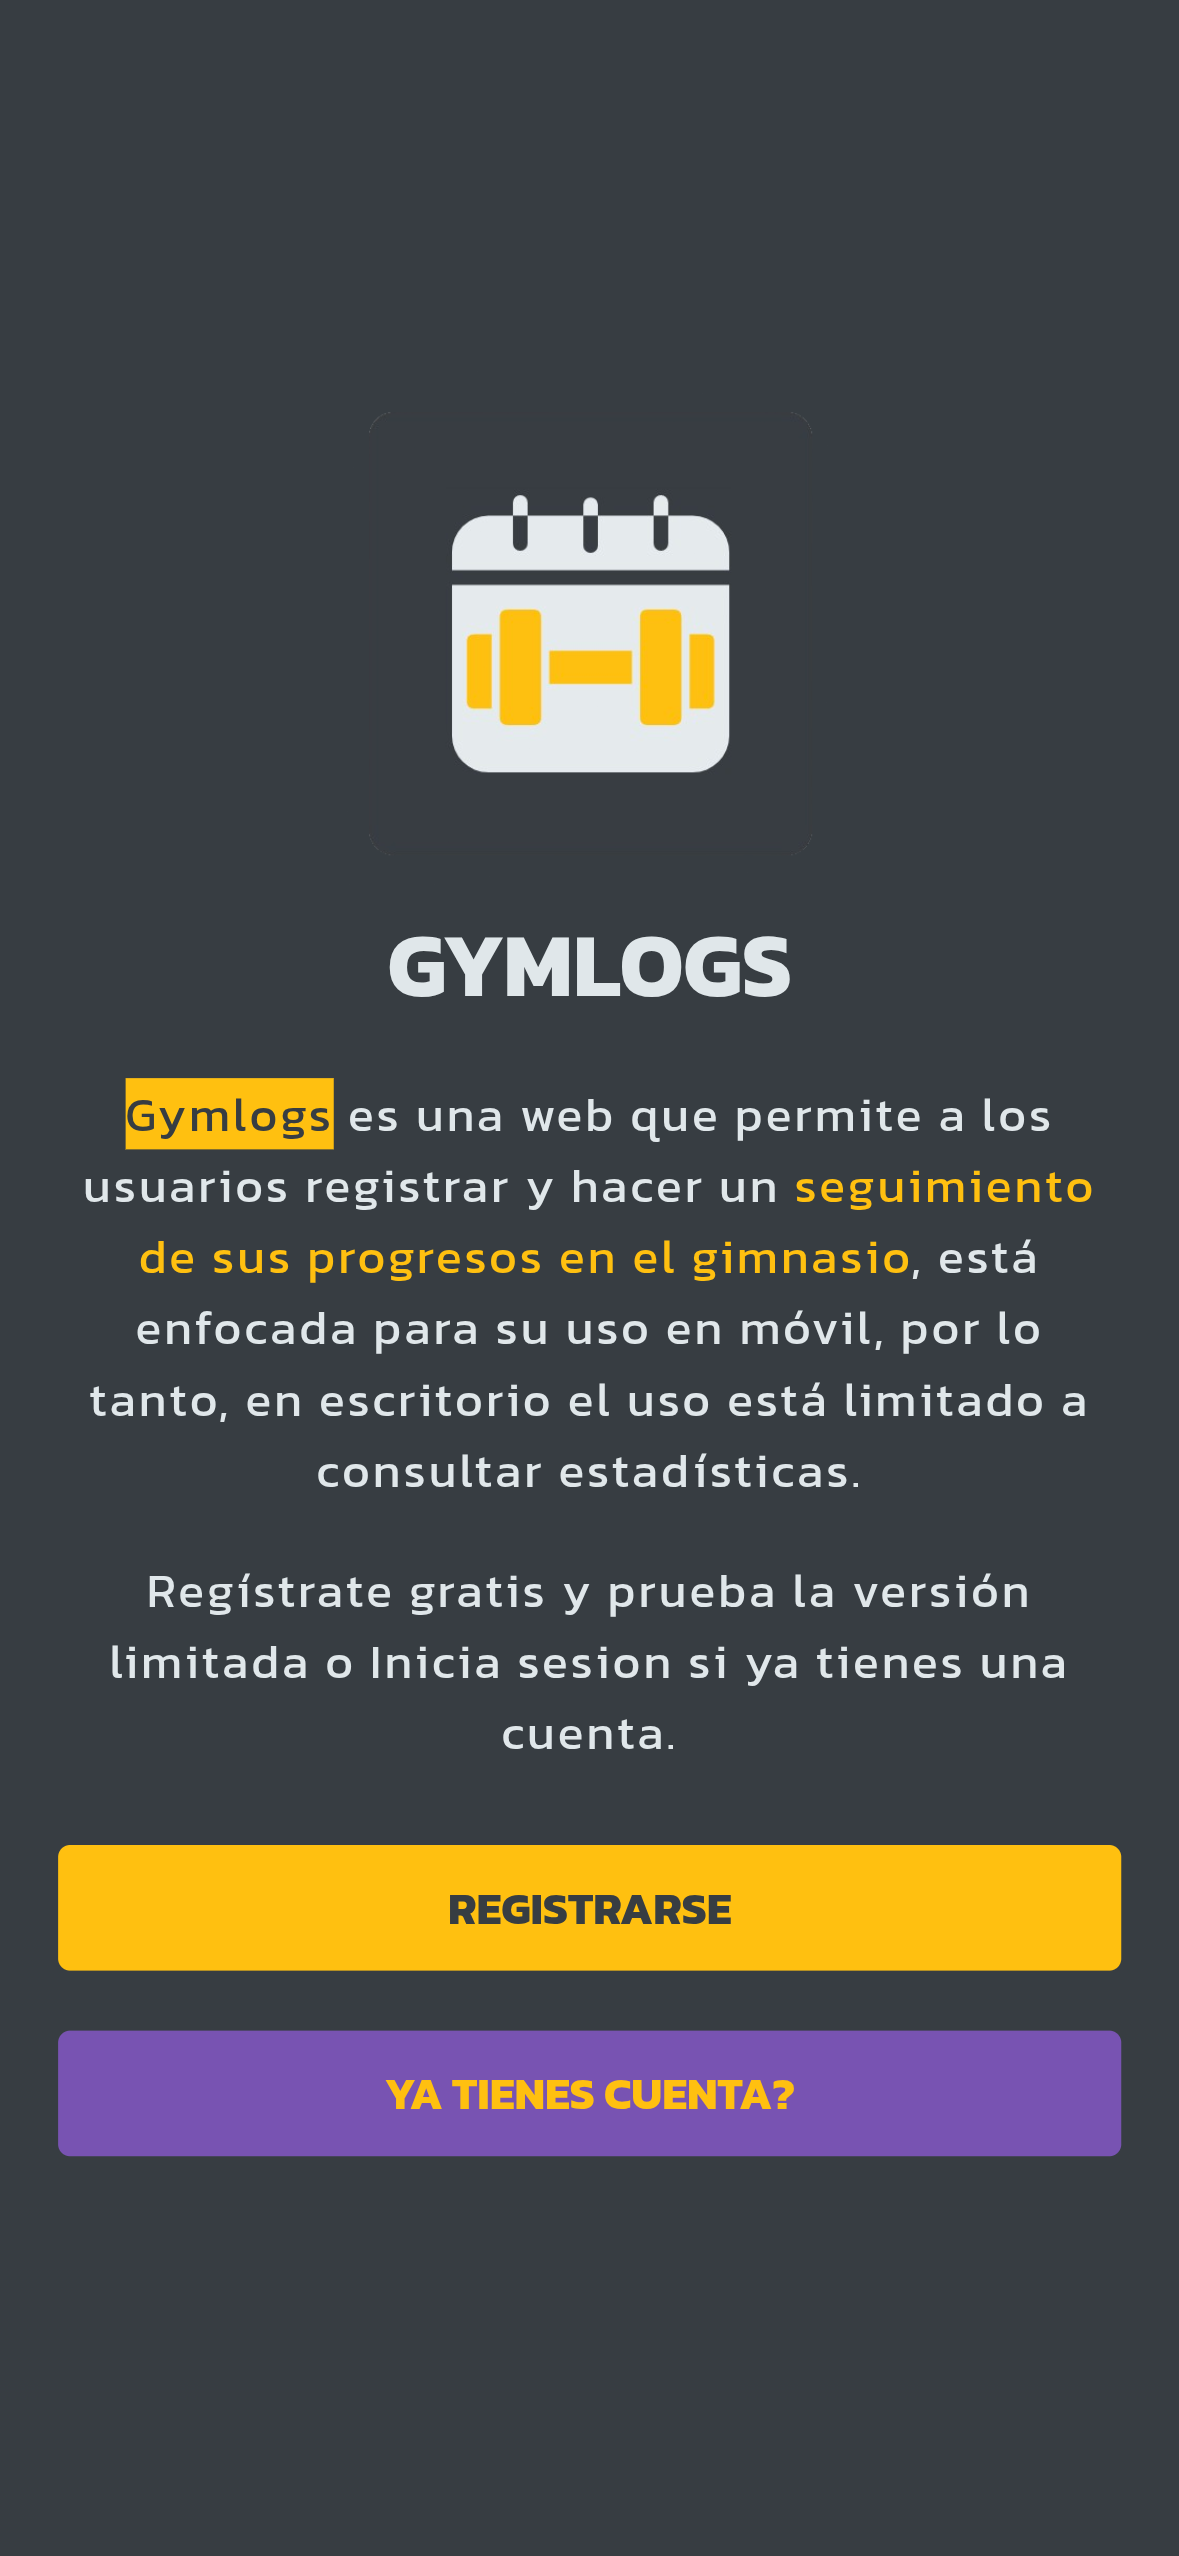 GYMLOGS
Gymlogs es una web que permite a los
usuarios registrar y hacer un seguimiento
de sus progresos en el gimnasio, está
enfocada para su uso en móvil, por lo
tanto, en escritorio el uso está limitado a
consultar estadísticas.
Regístrate gratis y prueba la versión
limitada o Inicia sesion si ya tienes una
cuenta.
REGISTRARSE
YA TIENES CUENTA?